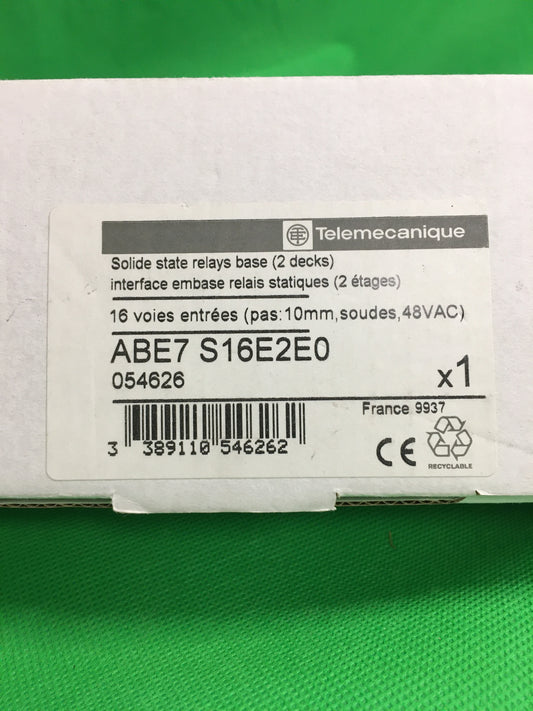 Telemecanique
Solide state relays base (2 decks)
interface embase relais statiques (2 étages)
16 voies entrées (pas:10mm,soudes,48VAC)
ABE7 S16E2E0
054626
x1
France 9937
3 389110 546262
CE
RECYCLABLE